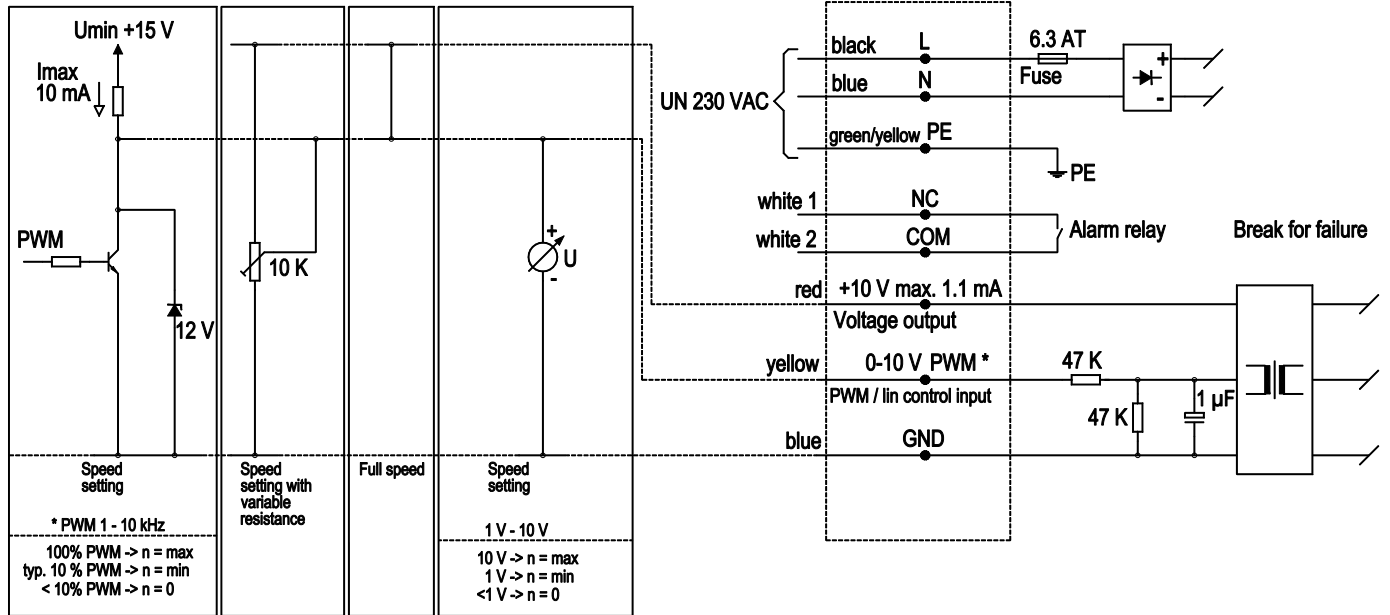 Umin +15 V
Imax
10 mA
PWM
12 V
Speed
setting
* PWM 1 - 10 kHz
100% PWM -> n = max
typ. 10 % PWM -> n = min
< 10% PWM -> n = 0
10 K
Speed
setting with
variable
resistance
Full speed
+
U
-
Speed
setting
1 V - 10 V
10 V -> n = max
1 V -> n = min
<1 V -> n = 0
UN 230 VAC
black
L
6.3 AT
Fuse
+
-
blue
N
green/yellow
PE
PE
white 1
NC
white 2
COM
Alarm relay
Break for failure
red
+10 V max. 1.1 mA
Voltage output
yellow
0-10 V PWM *
PWM / lin control input
47 K
47 K
1 µF
blue
GND